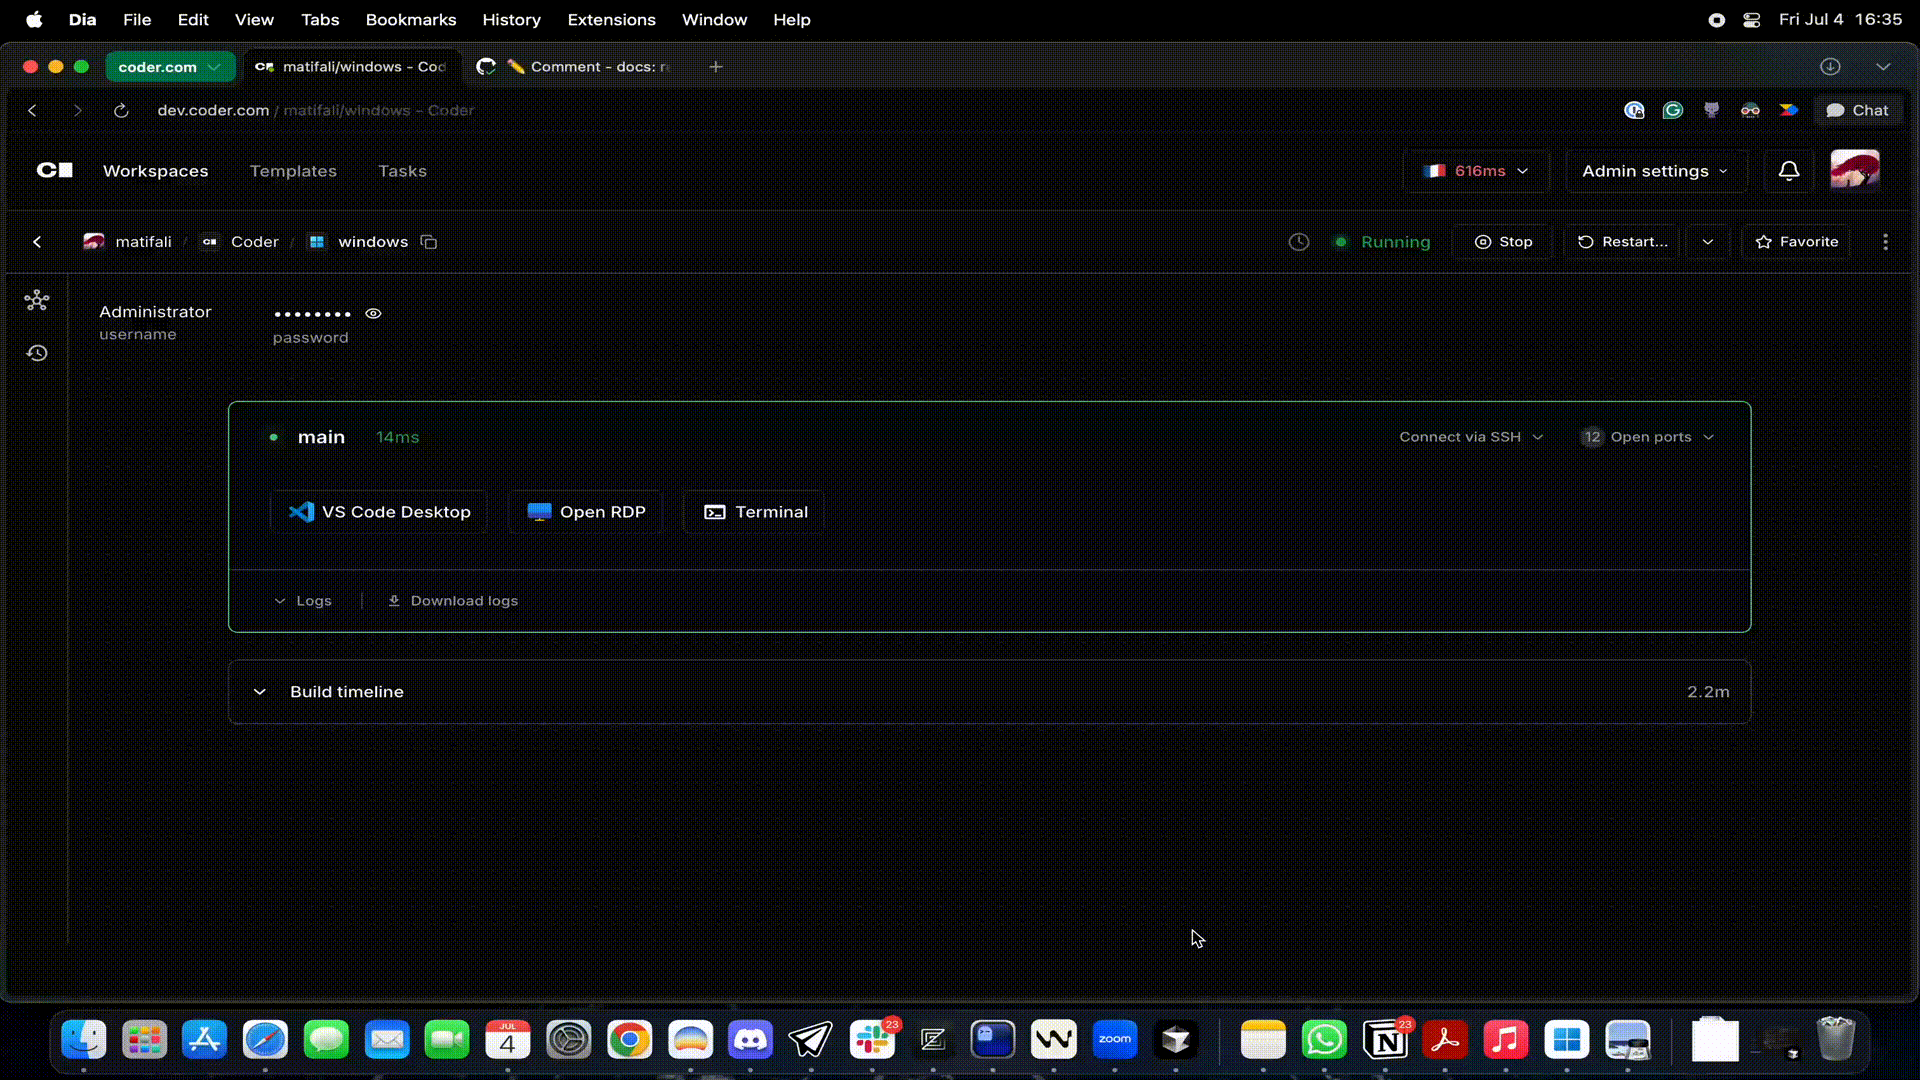 Dia File Edit View Tabs Bookmarks History Extensions Window Help Fri Jul 4 16:35
coder.com matifali/windows - Cod Comment - docs: r
dev.coder.com / matifali/windows - Coder Chat
Workspaces Templates Tasks 616ms Admin settings
matifali / Coder / windows Running Stop Restart... Favorite
Administrator
username
password
main 14ms Connect via SSH 12 Open ports
VS Code Desktop Open RDP Terminal
Logs Download logs
Build timeline 2.2m
JUL 23 23
4 zoom